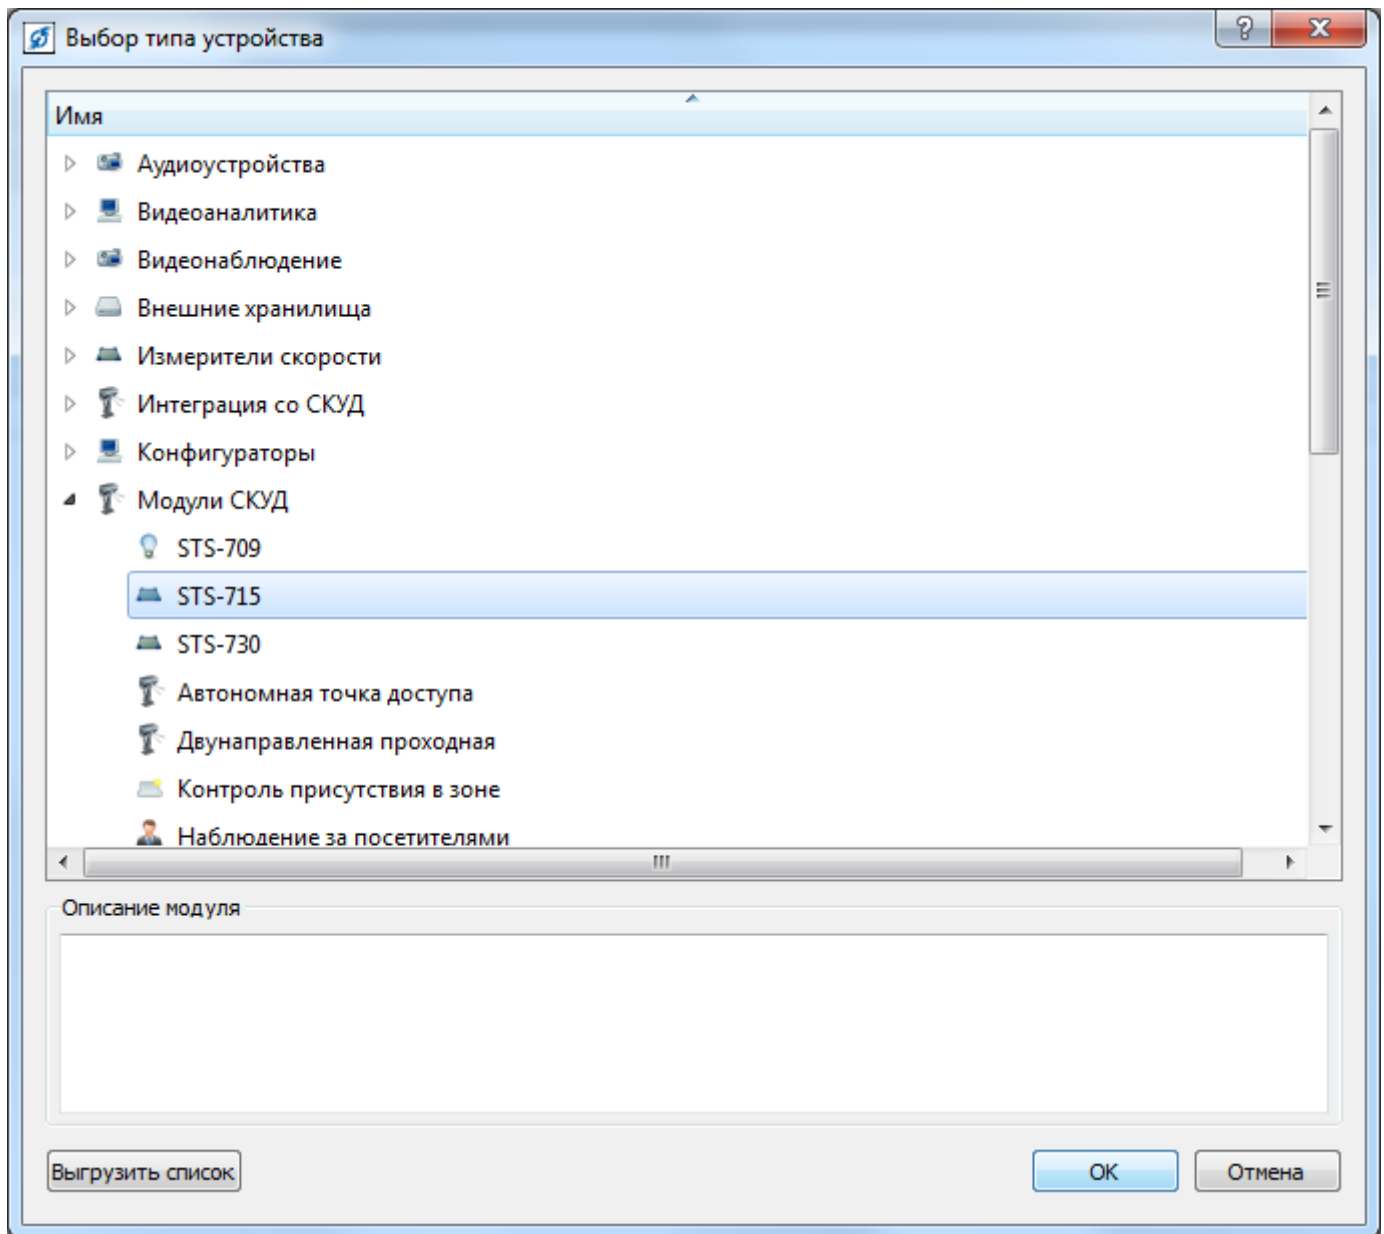 Выбор типа устройства
Имя
Аудиоустройства
Видеоаналитика
Видеонаблюдение
Внешние хранилища
Измерители скорости
Интеграция со СКУД
Конфигураторы
Модули СКУД
STS-709
STS-715
STS-730
Автономная точка доступа
Двунаправленная проходная
Контроль присутствия в зоне
Наблюдение за посетителями
Описание модуля
Выгрузить список
ОК
Отмена